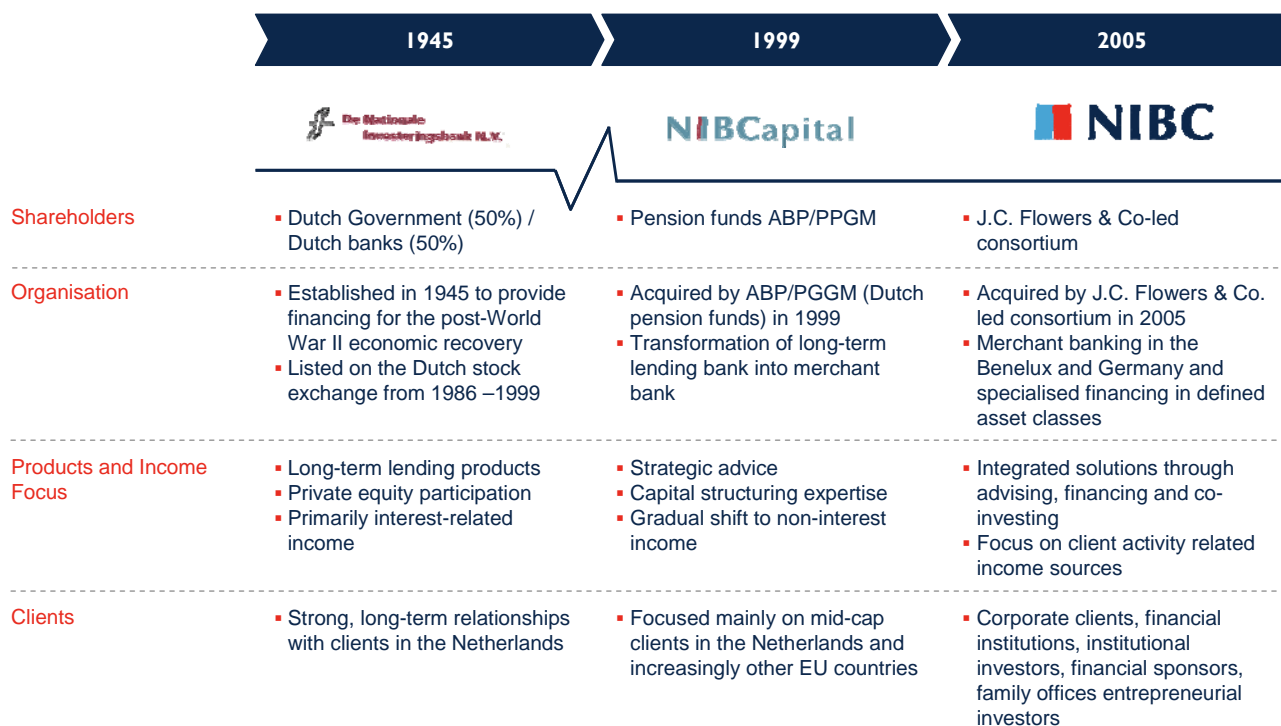 1945
1999
2005
De Nationale
Investeringsbank N.V.
NIBCapital
NIBC
Shareholders
▪ Dutch Government (50%) /
Dutch banks (50%)
▪ Pension funds ABP/PPGM
▪ J.C. Flowers & Co-led
consortium
Organisation
▪ Established in 1945 to provide
financing for the post-World
War II economic recovery
▪ Listed on the Dutch stock
exchange from 1986 –1999
▪ Acquired by ABP/PGGM (Dutch
pension funds) in 1999
▪ Transformation of long-term
lending bank into merchant
bank
▪ Acquired by J.C. Flowers & Co.
led consortium in 2005
▪ Merchant banking in the
Benelux and Germany and
specialised financing in defined
asset classes
Products and Income
Focus
▪ Long-term lending products
▪ Private equity participation
▪ Primarily interest-related
income
▪ Strategic advice
▪ Capital structuring expertise
▪ Gradual shift to non-interest
income
▪ Integrated solutions through
advising, financing and co-
investing
▪ Focus on client activity related
income sources
Clients
▪ Strong, long-term relationships
with clients in the Netherlands
▪ Focused mainly on mid-cap
clients in the Netherlands and
increasingly other EU countries
▪ Corporate clients, financial
institutions, institutional
investors, financial sponsors,
family offices entrepreneurial
investors